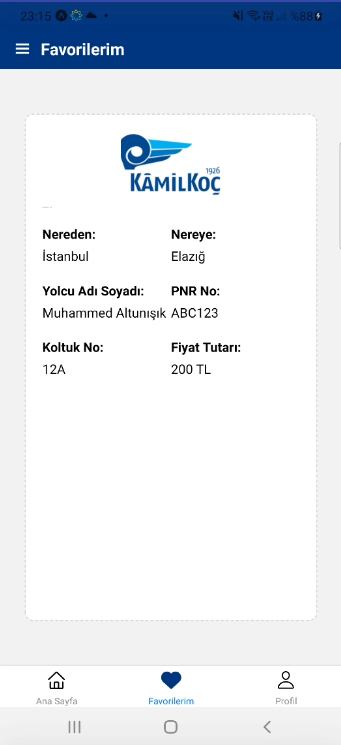 23:15 %88
Favorilerim
1926
KÂMİLKOÇ
Nereden: Nereye:
İstanbul Elazığ
Yolcu Adı Soyadı: PNR No:
Muhammed Altunışık ABC123
Koltuk No: Fiyat Tutarı:
12A 200 TL
Ana Sayfa Favorilerim Profil